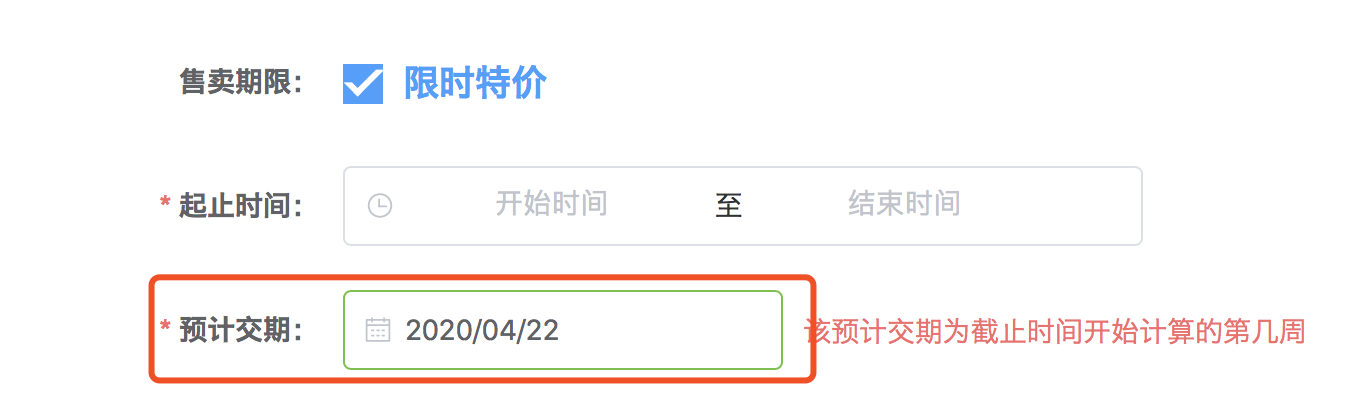 售卖期限： 限时特价
* 起止时间： 开始时间 至 结束时间
* 预计交期： 2020/04/22 该预计交期为截止时间开始计算的第几周